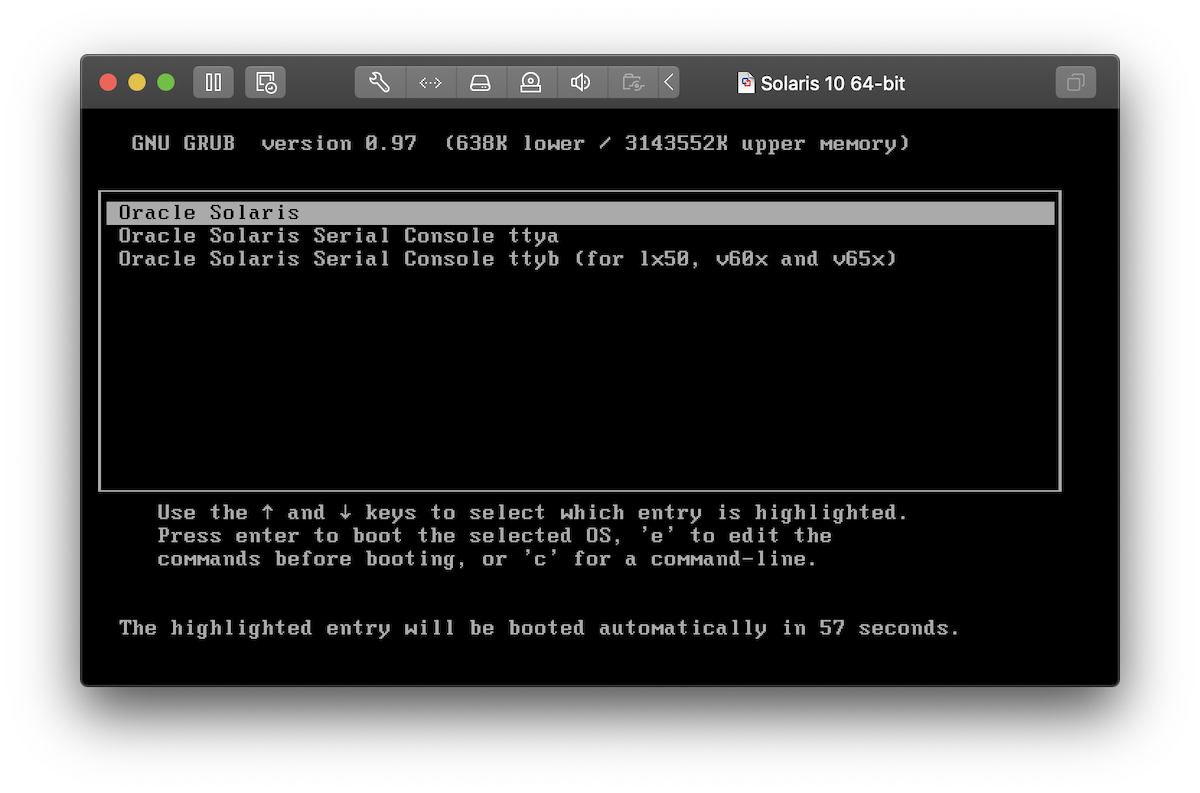 Solaris 10 64-bit
GNU GRUB  version 0.97  (638K lower / 3143552K upper memory)
Oracle Solaris
Oracle Solaris Serial Console ttya
Oracle Solaris Serial Console ttyb (for lx50, v60x and v65x)
Use the ↑ and ↓ keys to select which entry is highlighted.
Press enter to boot the selected OS, 'e' to edit the
commands before booting, or 'c' for a command-line.
The highlighted entry will be booted automatically in 57 seconds.